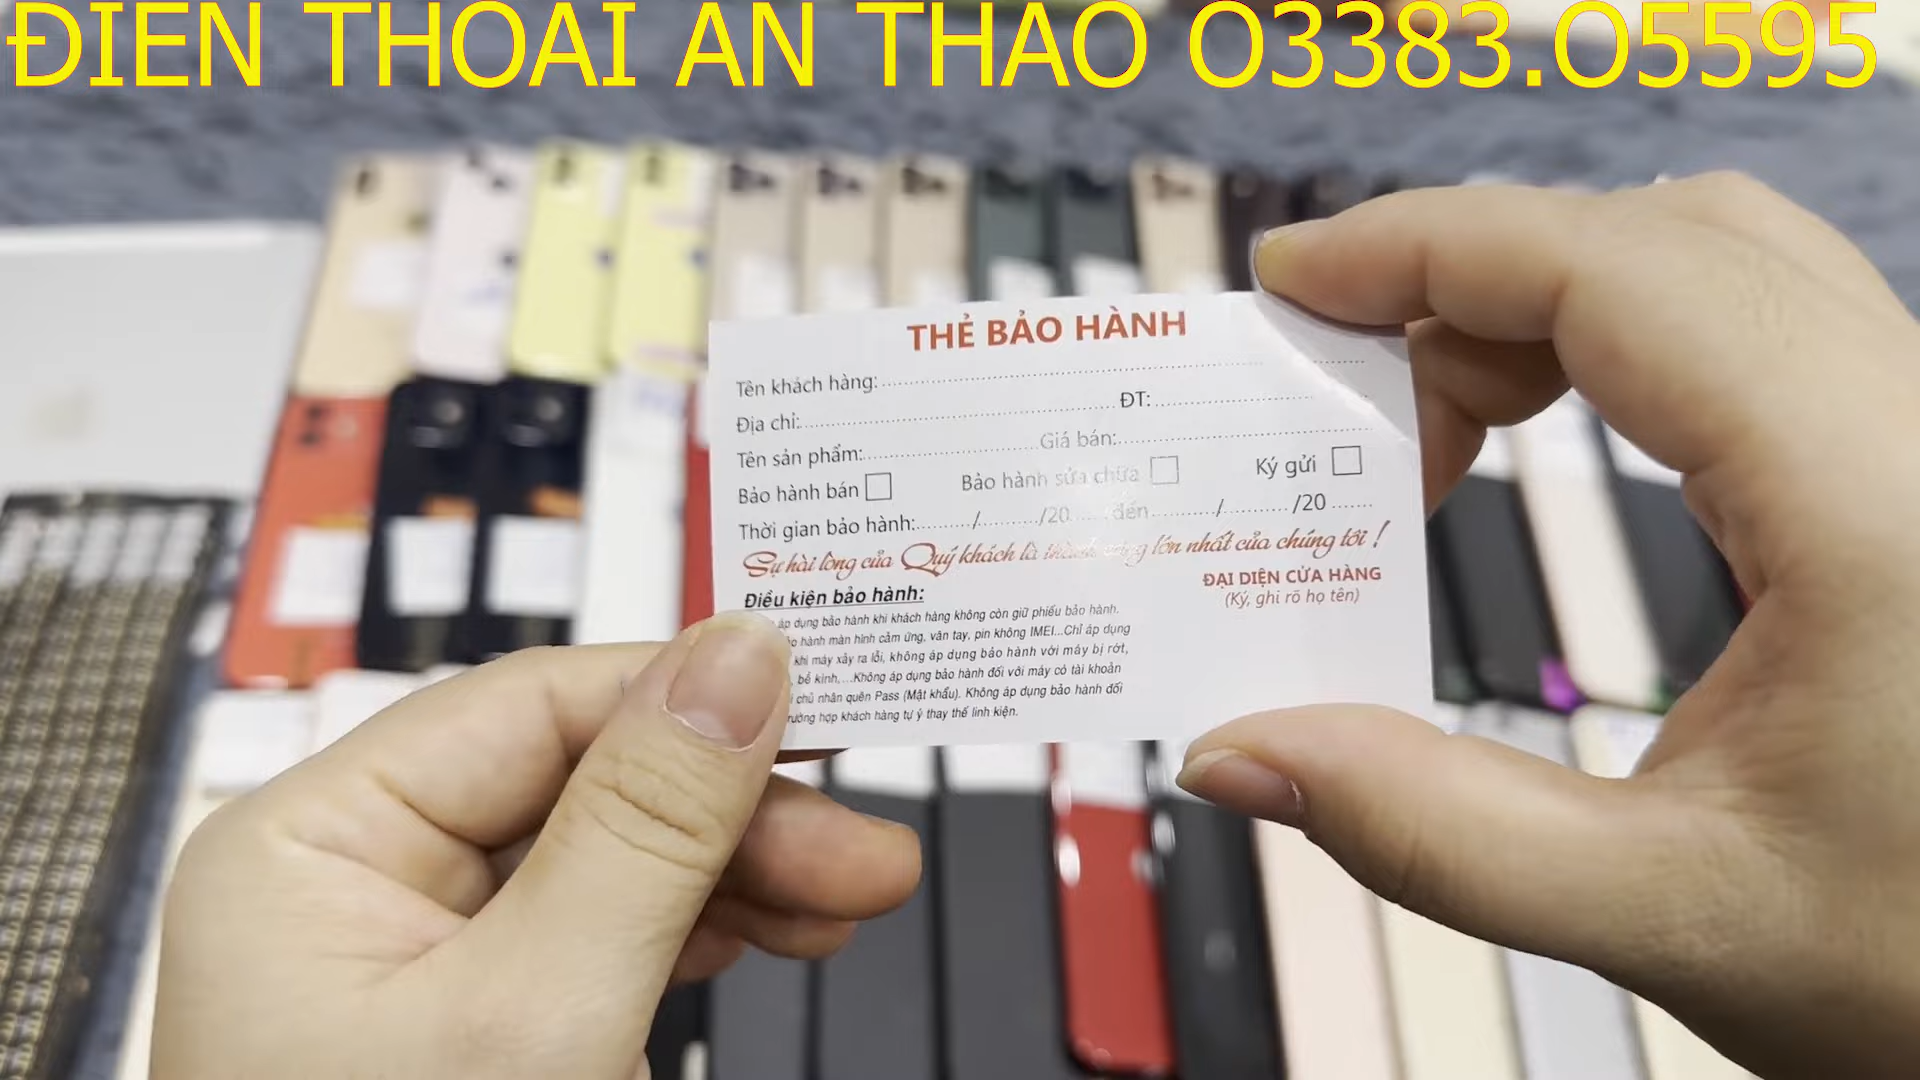 ĐIEN THOAI AN THAO O3383.O5595
THẺ BẢO HÀNH
Tên khách hàng:
Địa chỉ: ĐT:
Tên sản phẩm: Giá bán:
Bảo hành bán Bảo hành sửa chữa Ký gửi
Thời gian bảo hành: / /20 đến / /20
Sự hài lòng của Quý khách là thành công lớn nhất của chúng tôi !
ĐẠI DIỆN CỬA HÀNG
(Ký, ghi rõ họ tên)
Điều kiện bảo hành:
áp dụng bảo hành khi khách hàng không còn giữ phiếu bảo hành.
hành màn hình cảm ứng, vân tay, pin không IMEI...Chỉ áp dụng
khi máy xảy ra lỗi, không áp dụng bảo hành với máy bị rớt,
, bể kính,...Không áp dụng bảo hành đối với máy có tài khoản
chủ nhân quên Pass (Mật khẩu). Không áp dụng bảo hành đối
hợp khách hàng tự ý thay thế linh kiện.